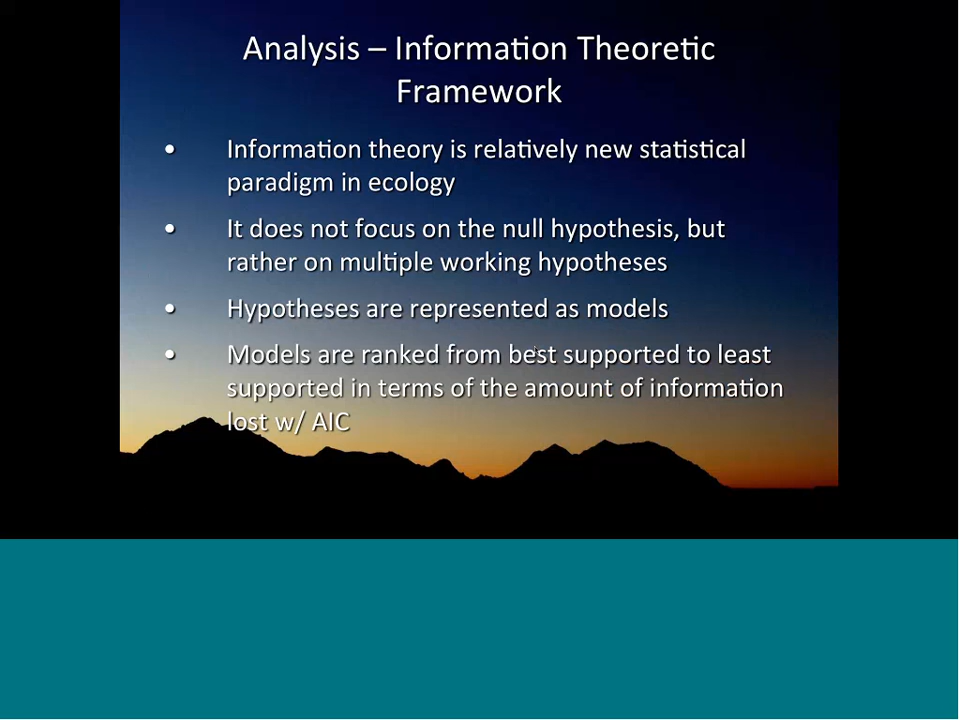 Analysis – Information Theoretic
Framework
• Information theory is relatively new statistical
paradigm in ecology
• It does not focus on the null hypothesis, but
rather on multiple working hypotheses
• Hypotheses are represented as models
• Models are ranked from best supported to least
supported in terms of the amount of information
lost w/ AIC